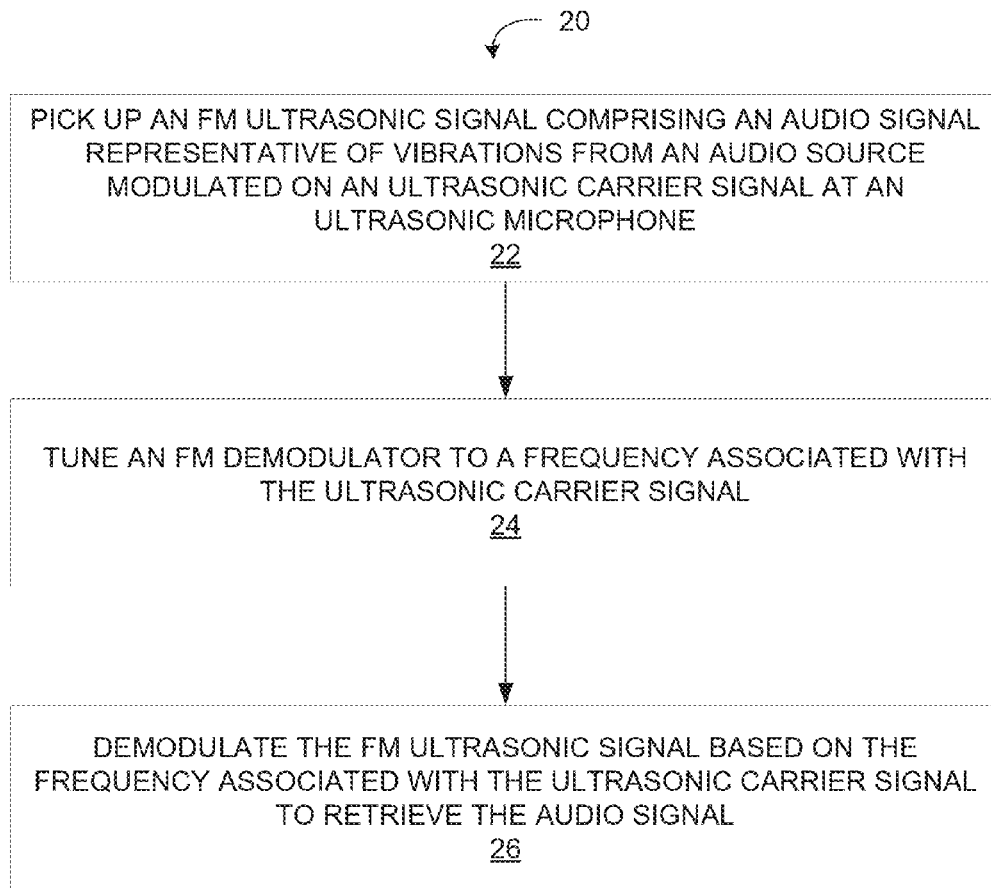 20
PICK UP AN FM ULTRASONIC SIGNAL COMPRISING AN AUDIO SIGNAL
REPRESENTATIVE OF VIBRATIONS FROM AN AUDIO SOURCE
MODULATED ON AN ULTRASONIC CARRIER SIGNAL AT AN
ULTRASONIC MICROPHONE
22
TUNE AN FM DEMODULATOR TO A FREQUENCY ASSOCIATED WITH
THE ULTRASONIC CARRIER SIGNAL
24
DEMODULATE THE FM ULTRASONIC SIGNAL BASED ON THE
FREQUENCY ASSOCIATED WITH THE ULTRASONIC CARRIER SIGNAL
TO RETRIEVE THE AUDIO SIGNAL
26